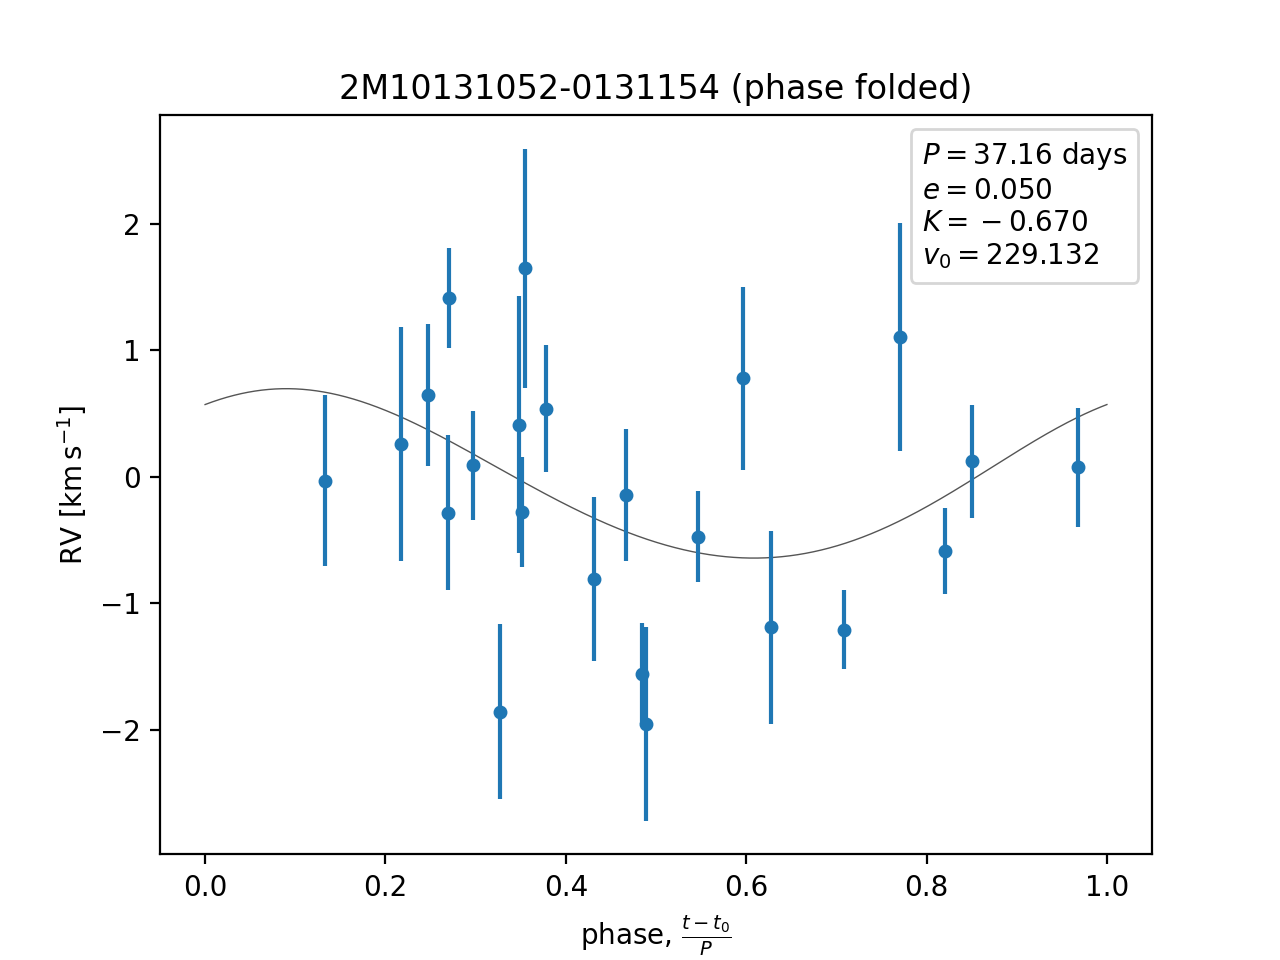 2M10131052-0131154 (phase folded)
P = 37.16 days
e = 0.050
K = −0.670
v₀ = 229.132
2
1
0
−1
−2
RV [km s⁻¹]
0.0 0.2 0.4 0.6 0.8 1.0
phase, (t − t₀)/P